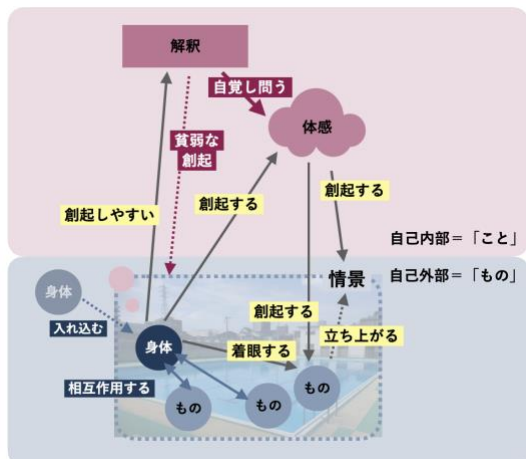 解釈
自覚し問う
体感
貧弱な
創起
創起しやすい
創起する
創起する
自己内部＝「こと」
自己外部＝「もの」
身体
情景
入れ込む
創起する
立ち上がる
身体
着眼する
相互作用する
もの
もの
もの